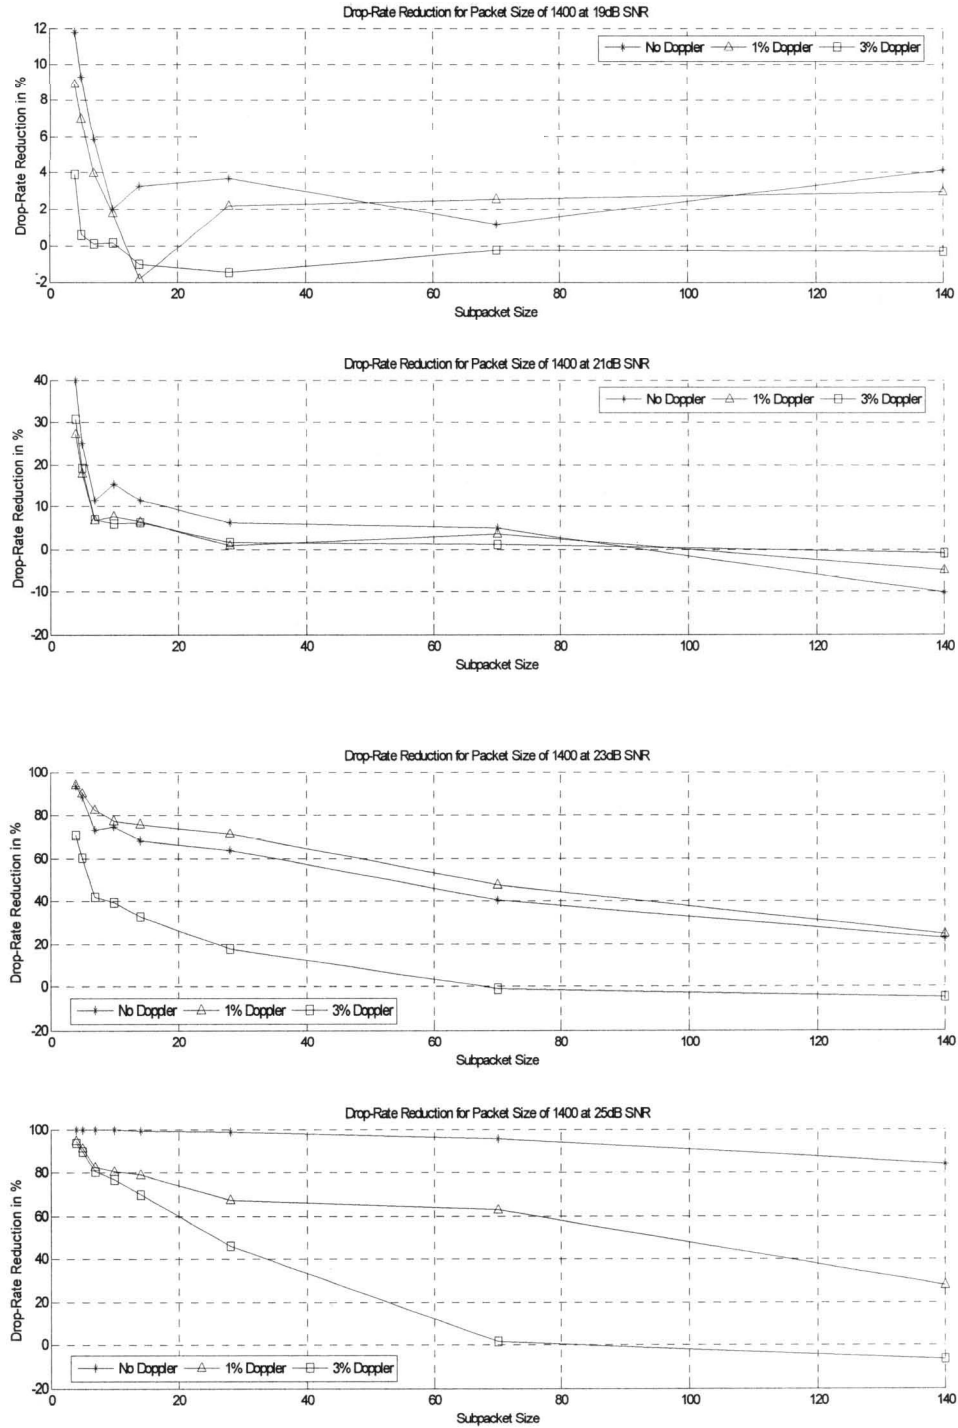 Drop-Rate Reduction for Packet Size of 1400 at 19dB SNR
No Doppler 1% Doppler 3% Doppler
Drop-Rate Reduction in %
12
10
8
6
4
2
0
-2
0 20 40 60 80 100 120 140
Subpacket Size
Drop-Rate Reduction for Packet Size of 1400 at 21dB SNR
No Doppler 1% Doppler 3% Doppler
Drop-Rate Reduction in %
40
30
20
10
0
-10
-20
0 20 40 60 80 100 120 140
Subpacket Size
Drop-Rate Reduction for Packet Size of 1400 at 23dB SNR
Drop-Rate Reduction in %
100
80
60
40
20
0
-20
No Doppler 1% Doppler 3% Doppler
0 20 40 60 80 100 120 140
Subpacket Size
Drop-Rate Reduction for Packet Size of 1400 at 25dB SNR
Drop-Rate Reduction in %
100
80
60
40
20
0
-20
No Doppler 1% Doppler 3% Doppler
0 20 40 60 80 100 120 140
Subpacket Size